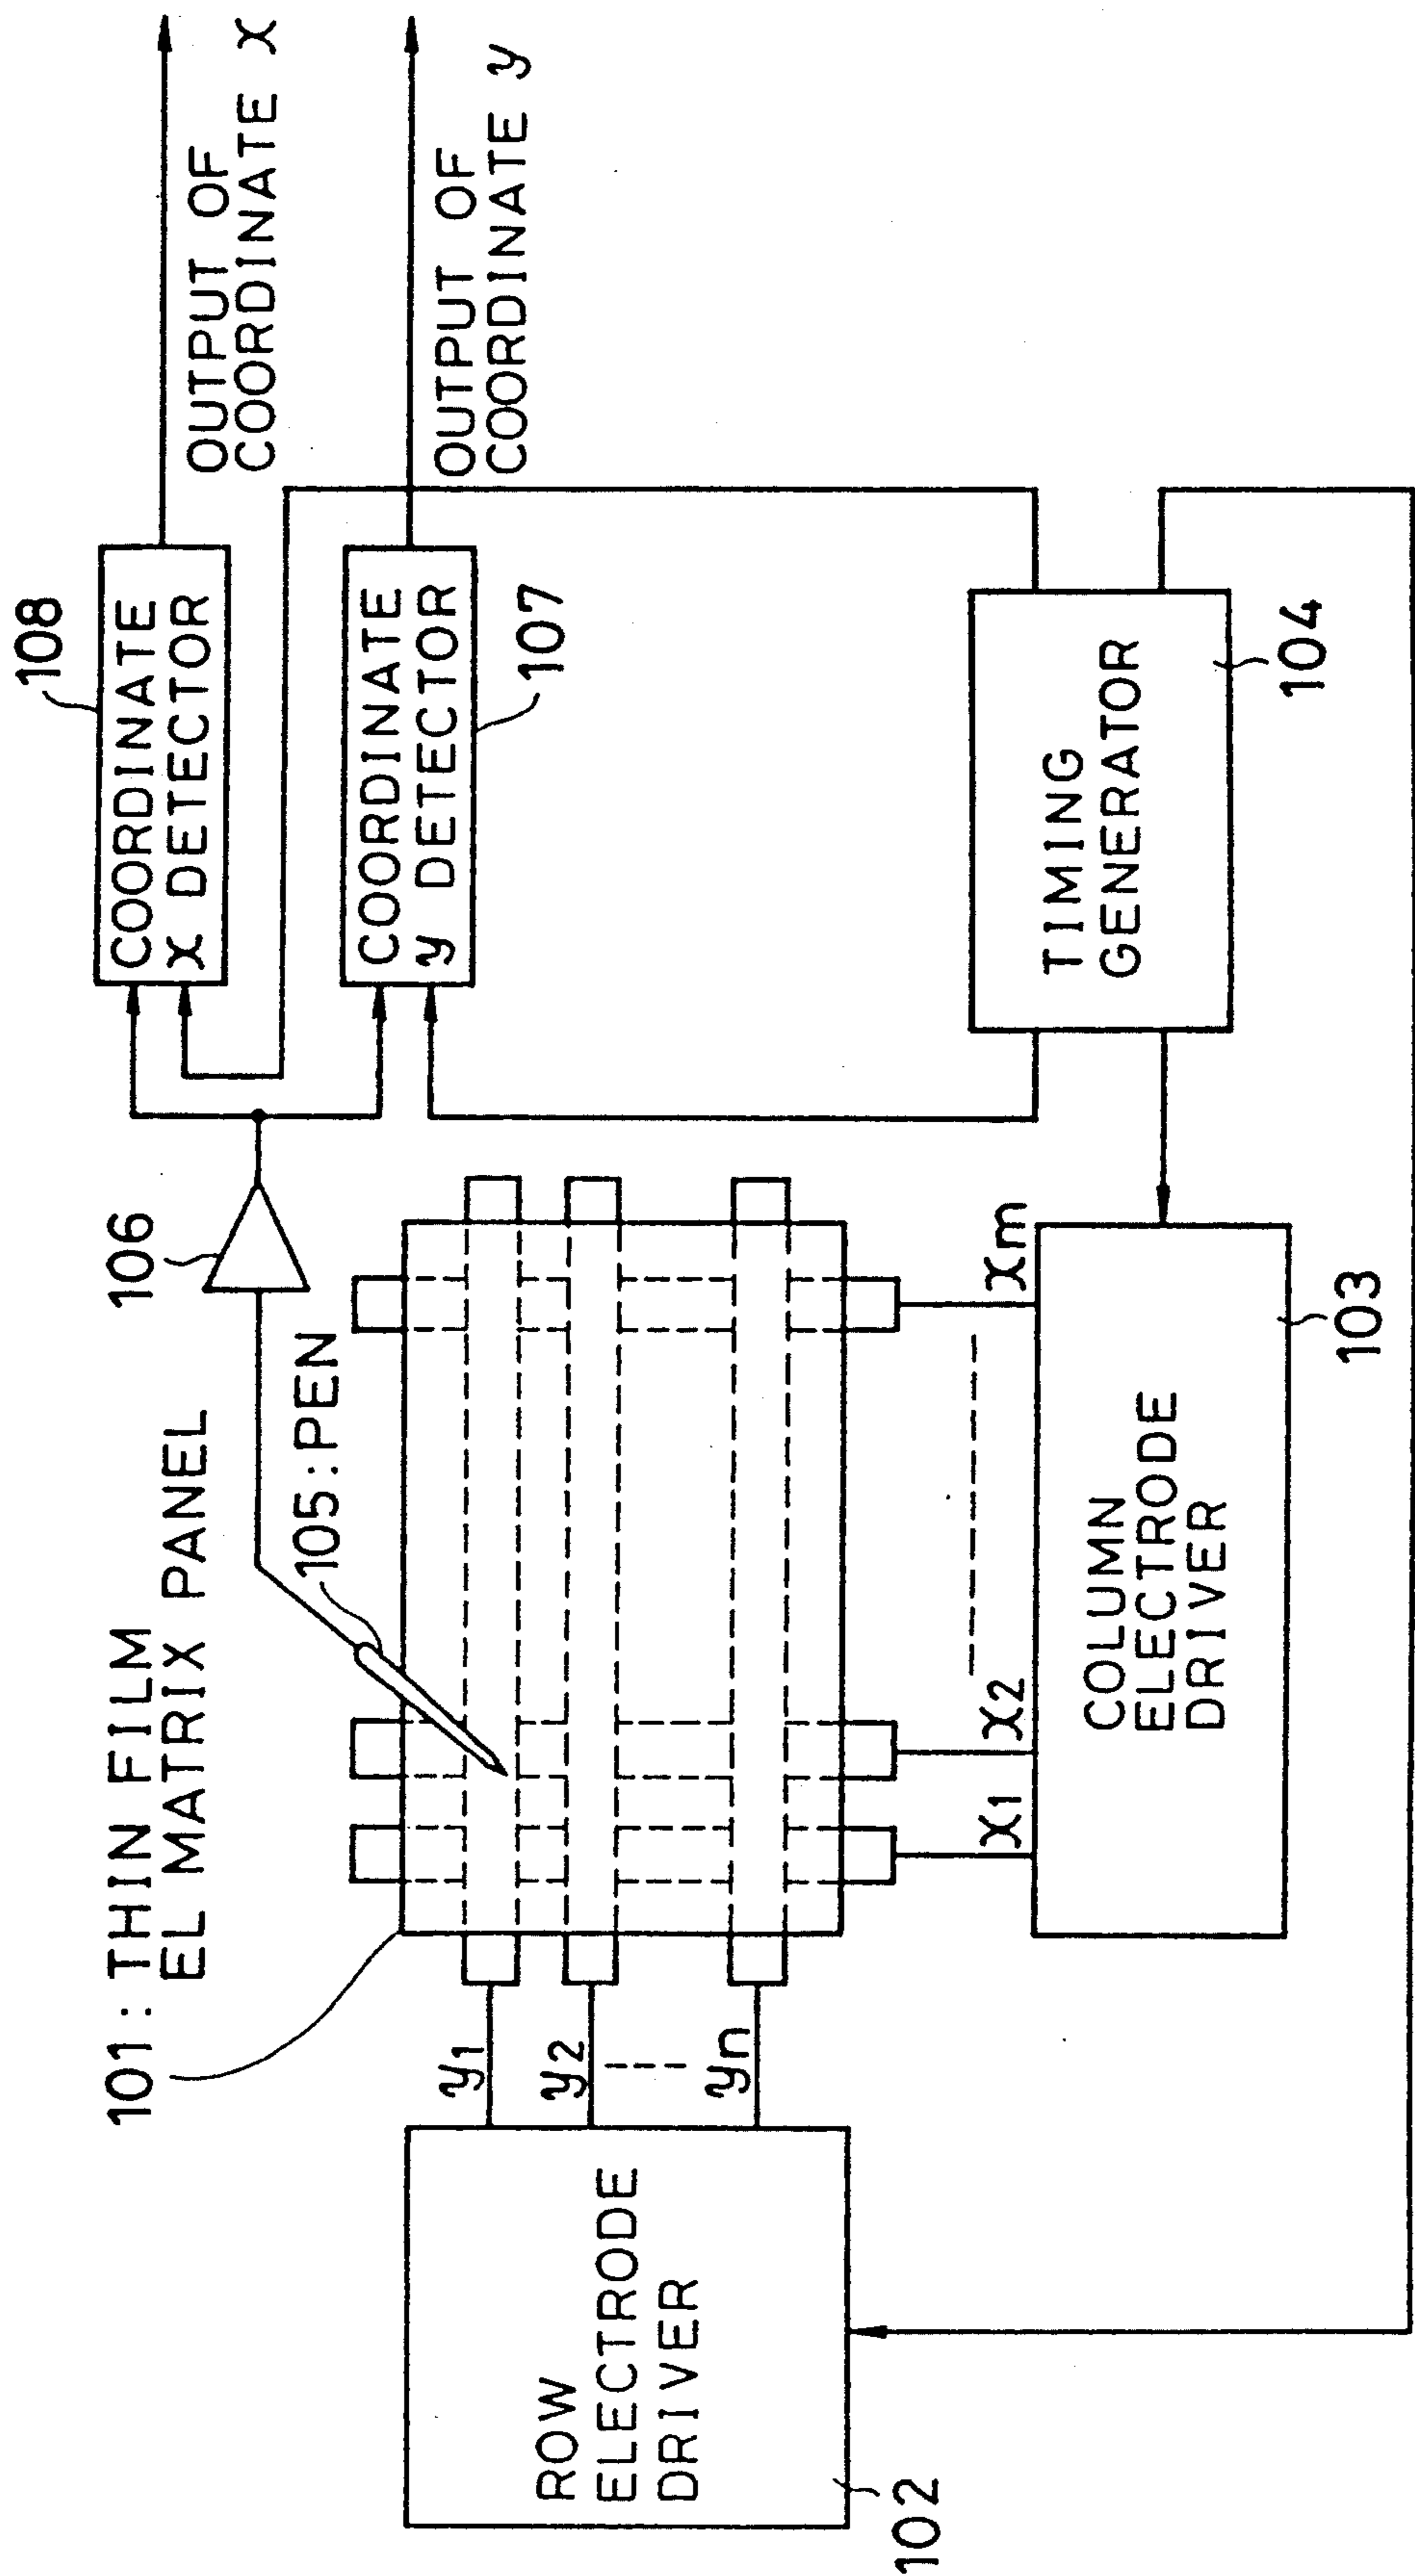 101: THIN FILM
EL MATRIX PANEL
106
108
COORDINATE
x DETECTOR
OUTPUT OF
COORDINATE x
105: PEN
COORDINATE
y DETECTOR
107
OUTPUT OF
COORDINATE y
ROW
ELECTRODE
DRIVER
102
y1
y2
yn
x1
x2
xm
COLUMN
ELECTRODE
DRIVER
103
TIMING
GENERATOR
104